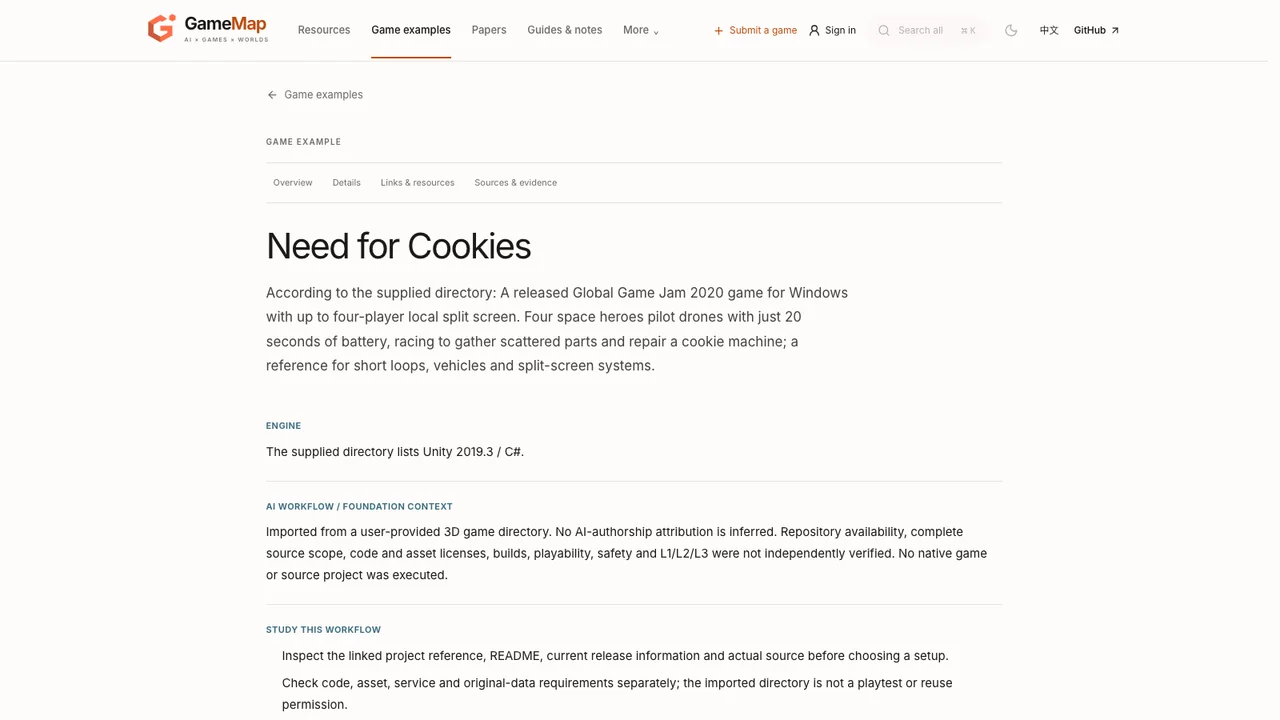 GameMap
AI × GAMES × WORLDS
Resources
Game examples
Papers
Guides & notes
More
+ Submit a game
Sign in
Search all
⌘ K
中文
GitHub ↗
← Game examples
GAME EXAMPLE
Overview
Details
Links & resources
Sources & evidence
Need for Cookies
According to the supplied directory: A released Global Game Jam 2020 game for Windows
with up to four-player local split screen. Four space heroes pilot drones with just 20
seconds of battery, racing to gather scattered parts and repair a cookie machine; a
reference for short loops, vehicles and split-screen systems.
ENGINE
The supplied directory lists Unity 2019.3 / C#.
AI WORKFLOW / FOUNDATION CONTEXT
Imported from a user-provided 3D game directory. No AI-authorship attribution is inferred. Repository availability, complete
source scope, code and asset licenses, builds, playability, safety and L1/L2/L3 were not independently verified. No native game
or source project was executed.
STUDY THIS WORKFLOW
Inspect the linked project reference, README, current release information and actual source before choosing a setup.
Check code, asset, service and original-data requirements separately; the imported directory is not a playtest or reuse
permission.